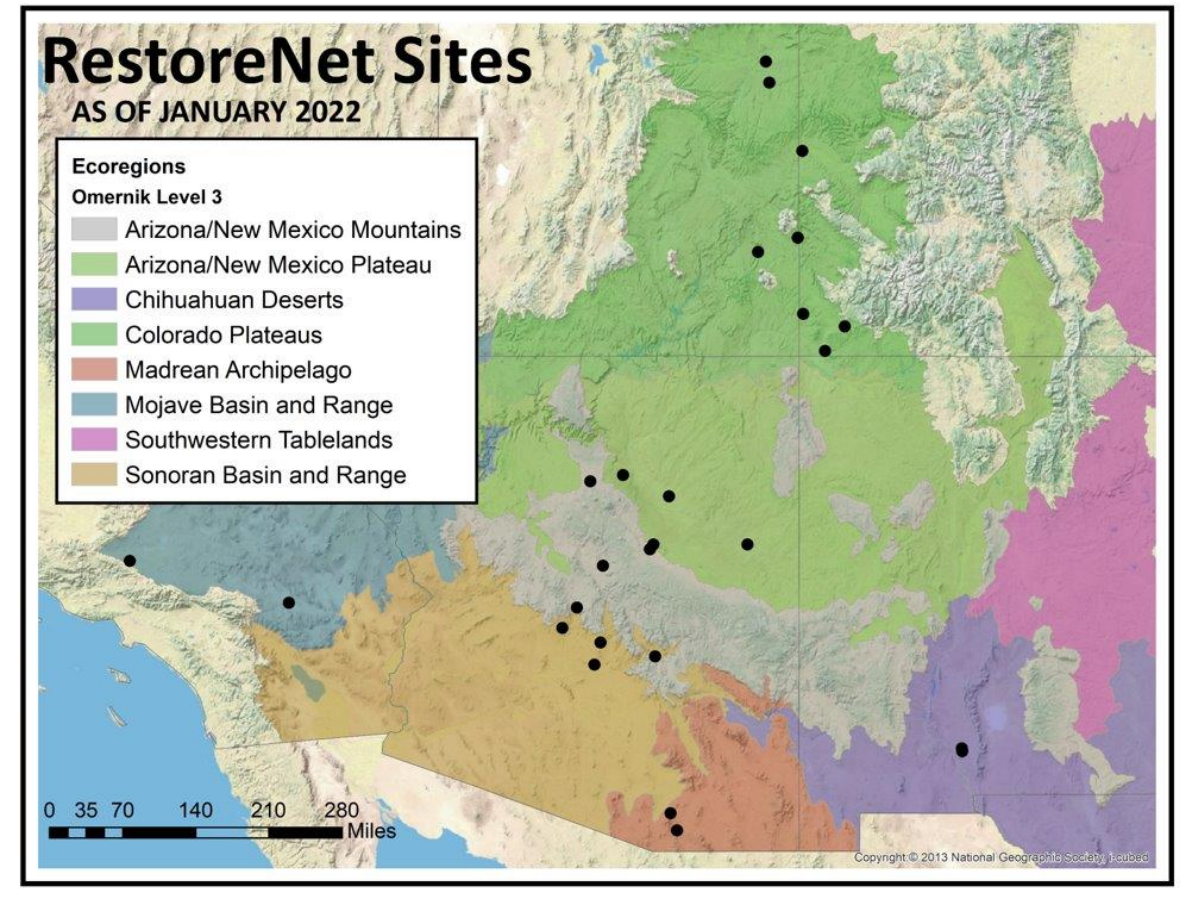 RestoreNet Sites
AS OF JANUARY 2022
Ecoregions
Omernik Level 3
Arizona/New Mexico Mountains
Arizona/New Mexico Plateau
Chihuahuan Deserts
Colorado Plateaus
Madrean Archipelago
Mojave Basin and Range
Southwestern Tablelands
Sonoran Basin and Range
0 35 70 140 210 280
Miles
Copyright:© 2013 National Geographic Society, i-cubed